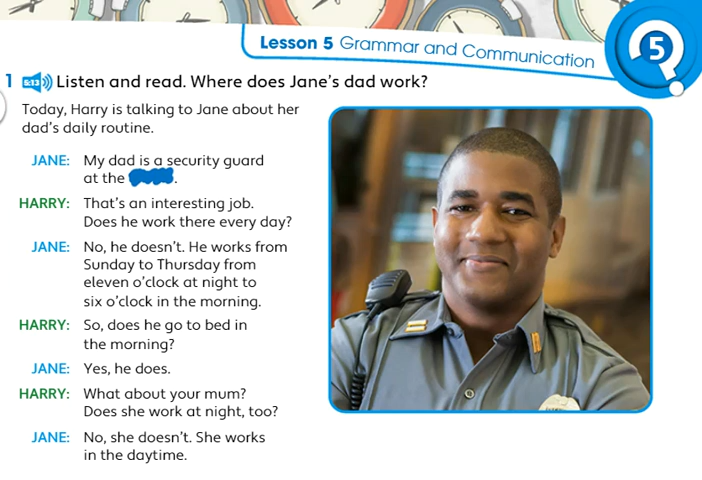 Lesson 5 Grammar and Communication
5
1 5:13 Listen and read. Where does Jane's dad work?
Today, Harry is talking to Jane about her
dad's daily routine.
JANE: My dad is a security guard
at the .
HARRY: That's an interesting job.
Does he work there every day?
JANE: No, he doesn't. He works from
Sunday to Thursday from
eleven o'clock at night to
six o'clock in the morning.
HARRY: So, does he go to bed in
the morning?
JANE: Yes, he does.
HARRY: What about your mum?
Does she work at night, too?
JANE: No, she doesn't. She works
in the daytime.